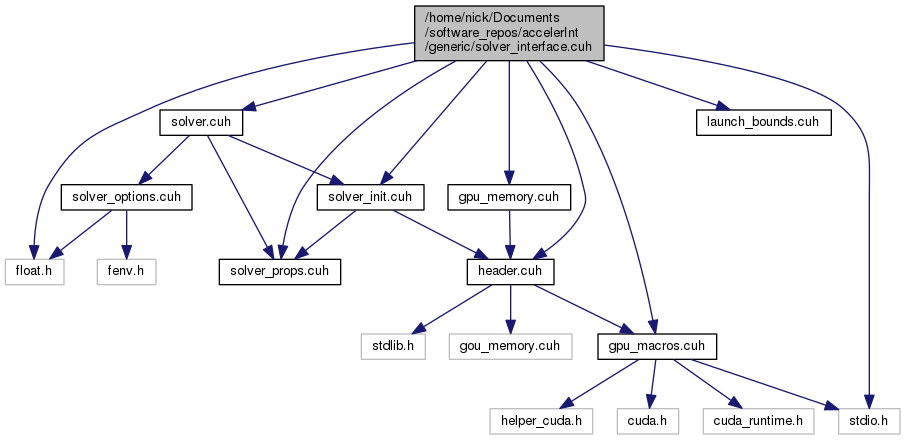 /home/nick/Documents
/software_repos/accelerInt
/generic/solver_interface.cuh
solver.cuh
launch_bounds.cuh
solver_options.cuh
solver_init.cuh
gpu_memory.cuh
float.h
fenv.h
solver_props.cuh
header.cuh
stdlib.h
gou_memory.cuh
gpu_macros.cuh
helper_cuda.h
cuda.h
cuda_runtime.h
stdio.h